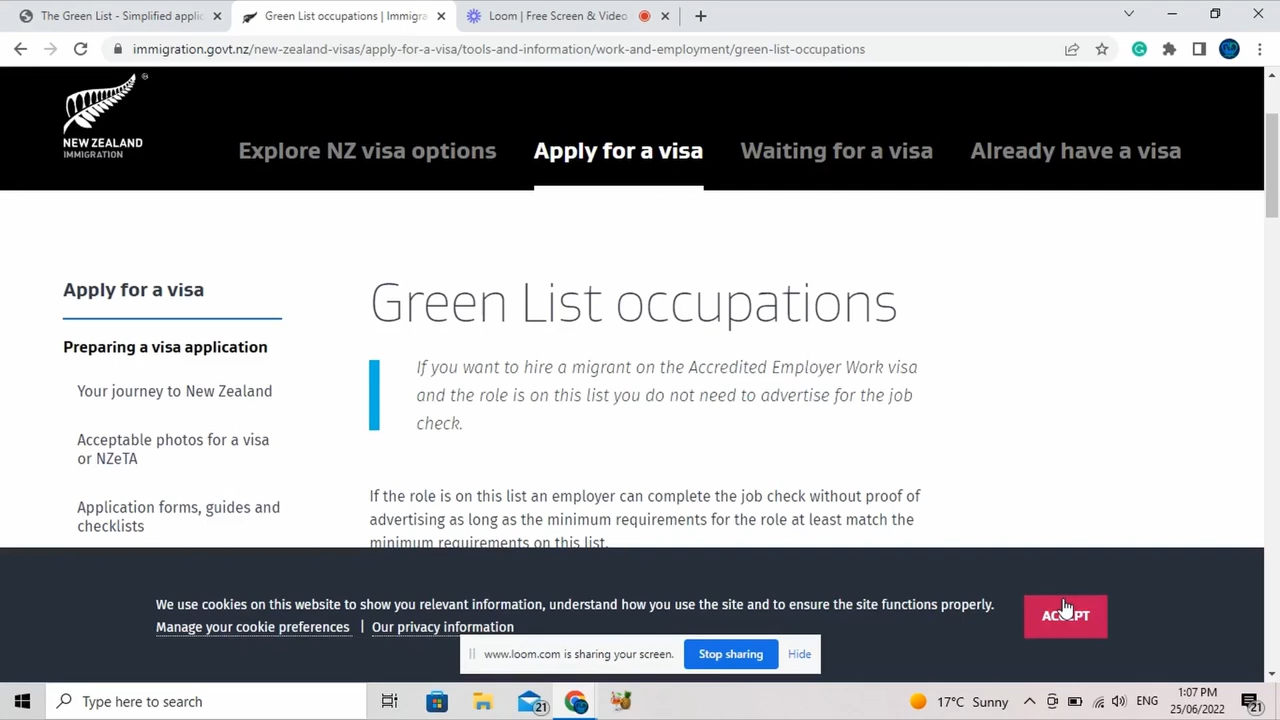 The Green List - Simplified applic
Green List occupations | Immigra
Loom | Free Screen & Video
immigration.govt.nz/new-zealand-visas/apply-for-a-visa/tools-and-information/work-and-employment/green-list-occupations
NEW ZEALAND
IMMIGRATION
Explore NZ visa options
Apply for a visa
Waiting for a visa
Already have a visa
Apply for a visa
Preparing a visa application
Your journey to New Zealand
Acceptable photos for a visa
or NZeTA
Application forms, guides and
checklists
Green List occupations
If you want to hire a migrant on the Accredited Employer Work visa
and the role is on this list you do not need to advertise for the job
check.
If the role is on this list an employer can complete the job check without proof of
advertising as long as the minimum requirements for the role at least match the
minimum requirements on this list.
We use cookies on this website to show you relevant information, understand how you use the site and to ensure the site functions properly.
Manage your cookie preferences | Our privacy information
ACCEPT
www.loom.com is sharing your screen.
Stop sharing
Hide
Type here to search
21
17°C Sunny
ENG
1:07 PM
25/06/2022
21